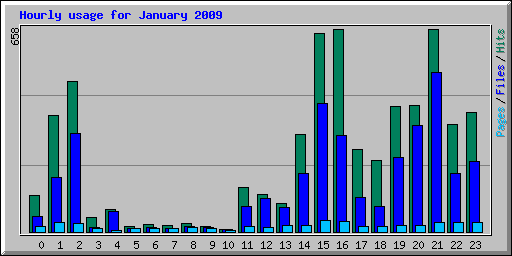 Hourly usage for January 2009
658
Pages/Files/Hits
0 1 2 3 4 5 6 7 8 9 10 11 12 13 14 15 16 17 18 19 20 21 22 23